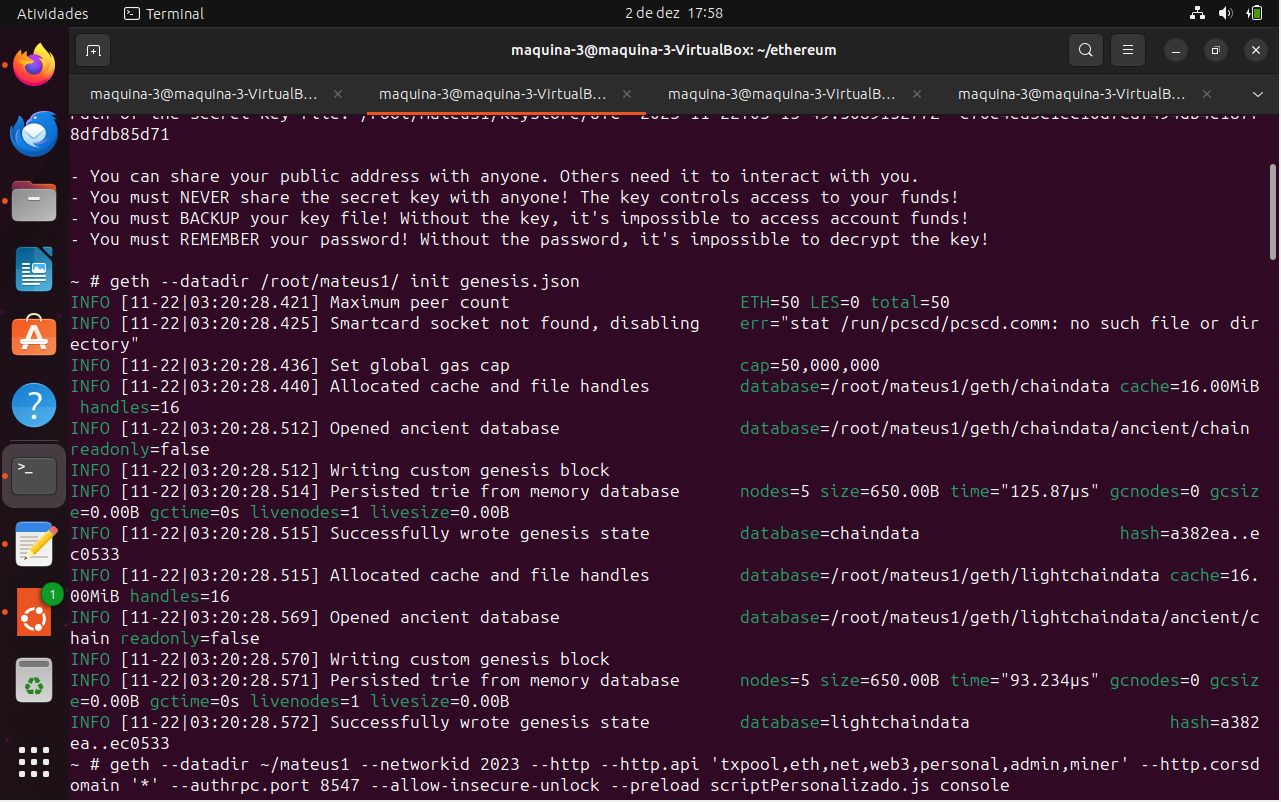 Atividades
Terminal
2 de dez 17:58
maquina-3@maquina-3-VirtualBox: ~/ethereum
maquina-3@maquina-3-VirtualB...
maquina-3@maquina-3-VirtualB...
maquina-3@maquina-3-VirtualB...
maquina-3@maquina-3-VirtualB...
8dfdb85d71
- You can share your public address with anyone. Others need it to interact with you.
- You must NEVER share the secret key with anyone! The key controls access to your funds!
- You must BACKUP your key file! Without the key, it's impossible to access account funds!
- You must REMEMBER your password! Without the password, it's impossible to decrypt the key!
~ # geth --datadir /root/mateus1/ init genesis.json
INFO [11-22|03:20:28.421] Maximum peer count ETH=50 LES=0 total=50
INFO [11-22|03:20:28.425] Smartcard socket not found, disabling err="stat /run/pcscd/pcscd.comm: no such file or dir
ectory"
INFO [11-22|03:20:28.436] Set global gas cap cap=50,000,000
INFO [11-22|03:20:28.440] Allocated cache and file handles database=/root/mateus1/geth/chaindata cache=16.00MiB
handles=16
INFO [11-22|03:20:28.512] Opened ancient database database=/root/mateus1/geth/chaindata/ancient/chain
readonly=false
INFO [11-22|03:20:28.512] Writing custom genesis block
INFO [11-22|03:20:28.514] Persisted trie from memory database nodes=5 size=650.00B time="125.87µs" gcnodes=0 gcsiz
e=0.00B gctime=0s livenodes=1 livesize=0.00B
INFO [11-22|03:20:28.515] Successfully wrote genesis state database=chaindata hash=a382ea..e
c0533
INFO [11-22|03:20:28.515] Allocated cache and file handles database=/root/mateus1/geth/lightchaindata cache=16.
00MiB handles=16
INFO [11-22|03:20:28.569] Opened ancient database database=/root/mateus1/geth/lightchaindata/ancient/c
hain readonly=false
INFO [11-22|03:20:28.570] Writing custom genesis block
INFO [11-22|03:20:28.571] Persisted trie from memory database nodes=5 size=650.00B time="93.234µs" gcnodes=0 gcsiz
e=0.00B gctime=0s livenodes=1 livesize=0.00B
INFO [11-22|03:20:28.572] Successfully wrote genesis state database=lightchaindata hash=a382
ea..ec0533
~ # geth --datadir ~/mateus1 --networkid 2023 --http --http.api 'txpool,eth,net,web3,personal,admin,miner' --http.corsd
omain '*' --authrpc.port 8547 --allow-insecure-unlock --preload scriptPersonalizado.js console
1